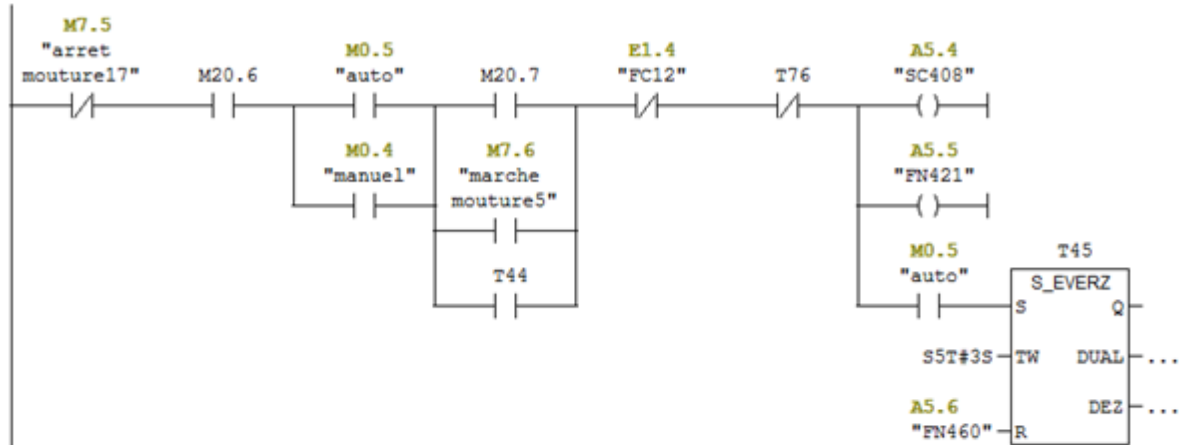 M7.5
"arret
mouture17"
M20.6
M0.5
"auto"
M20.7
E1.4
"FC12"
T76
A5.4
"SC408"
M0.4
"manuel"
M7.6
"marche
mouture5"
A5.5
"FN421"
T44
M0.5
"auto"
T45
S_EVERZ
S Q
S5T#3S TW DUAL ...
DEZ ...
A5.6
"FN460" R